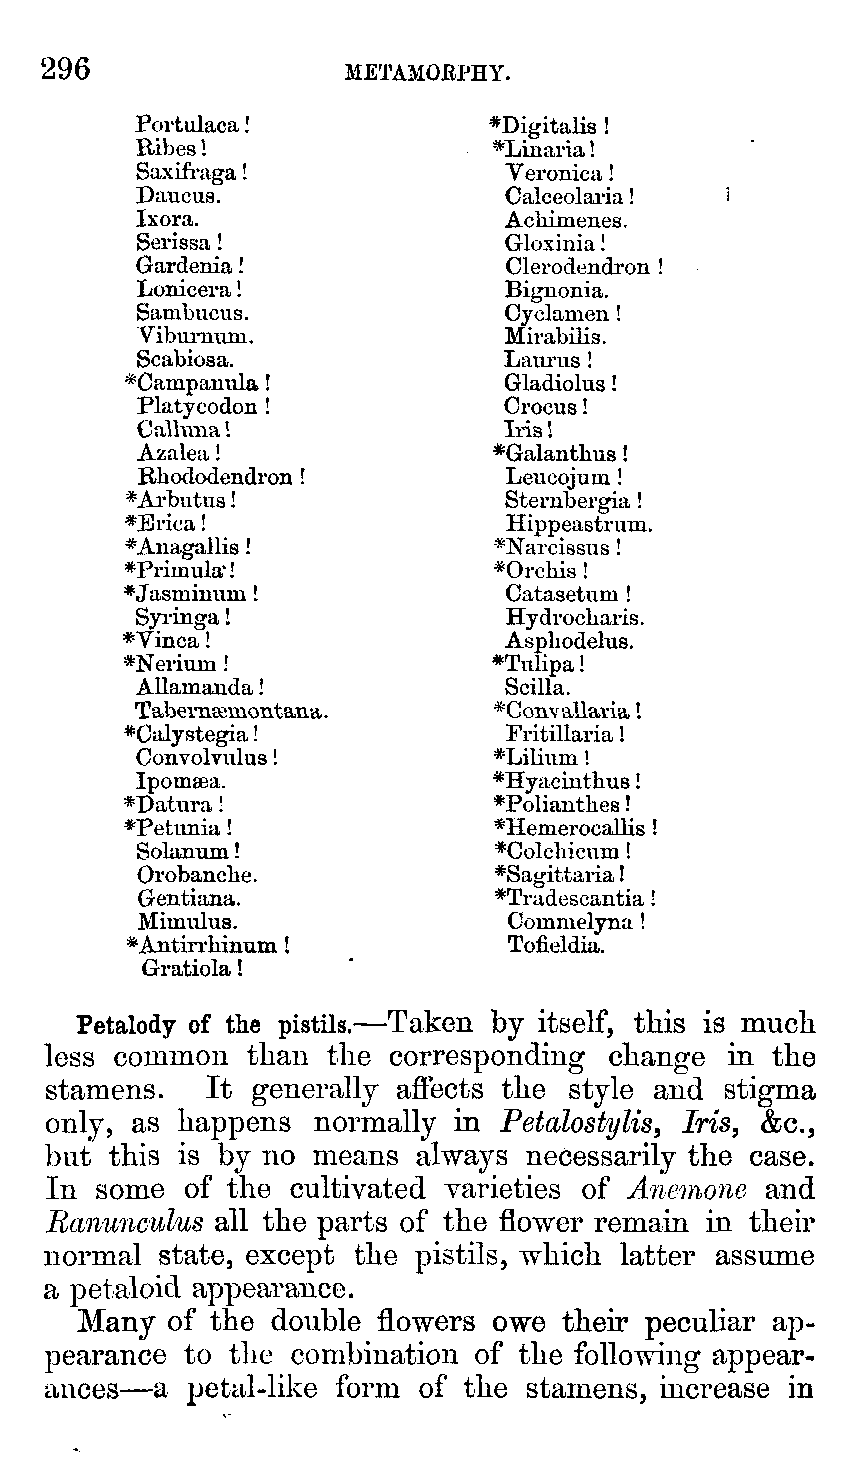 296
METAMORPHY.
Portulaca!
Ribes!
Saxifraga!
Daucus.
Ixora.
Serissa!
Gardenia!
Lonicera!
Sambucus.
Viburnum.
Scabiosa.
*Campanula!
Platycodon!
Calluna!
Azalea!
Rhododendron!
*Arbutus!
*Erica!
*Anagallis!
*Primula!
*Jasminum!
Syringa!
*Vinca!
*Nerium!
Allamanda!
Tabernæmontana.
*Calystegia!
Convolvulus!
Ipomæa.
*Datura!
*Petunia!
Solanum!
Orobanche.
Gentiana.
Mimulus.
*Antirrhinum!
Gratiola!
*Digitalis!
*Linaria!
Veronica!
Calceolaria!
Achimenes.
Gloxinia!
Clerodendron!
Bignonia.
Cyclamen!
Mirabilis.
Laurus!
Gladiolus!
Crocus!
Iris!
*Galanthus!
Leucojum!
Sternbergia!
Hippeastrum.
*Narcissus!
*Orchis!
Catasetum!
Hydrocharis.
Asphodelus.
*Tulipa!
Scilla.
*Convallaria!
Fritillaria!
*Lilium!
*Hyacinthus!
*Polianthes!
*Hemerocallis!
*Colchicum!
*Sagittaria!
*Tradescantia!
Commelyna!
Tofieldia.
Petalody of the pistils.—Taken by itself, this is much
less common than the corresponding change in the
stamens. It generally affects the style and stigma
only, as happens normally in Petalostylis, Iris, &c.,
but this is by no means always necessarily the case.
In some of the cultivated varieties of Anemone and
Ranunculus all the parts of the flower remain in their
normal state, except the pistils, which latter assume
a petaloid appearance.
Many of the double flowers owe their peculiar ap-
pearance to the combination of the following appear-
ances—a petal-like form of the stamens, increase in